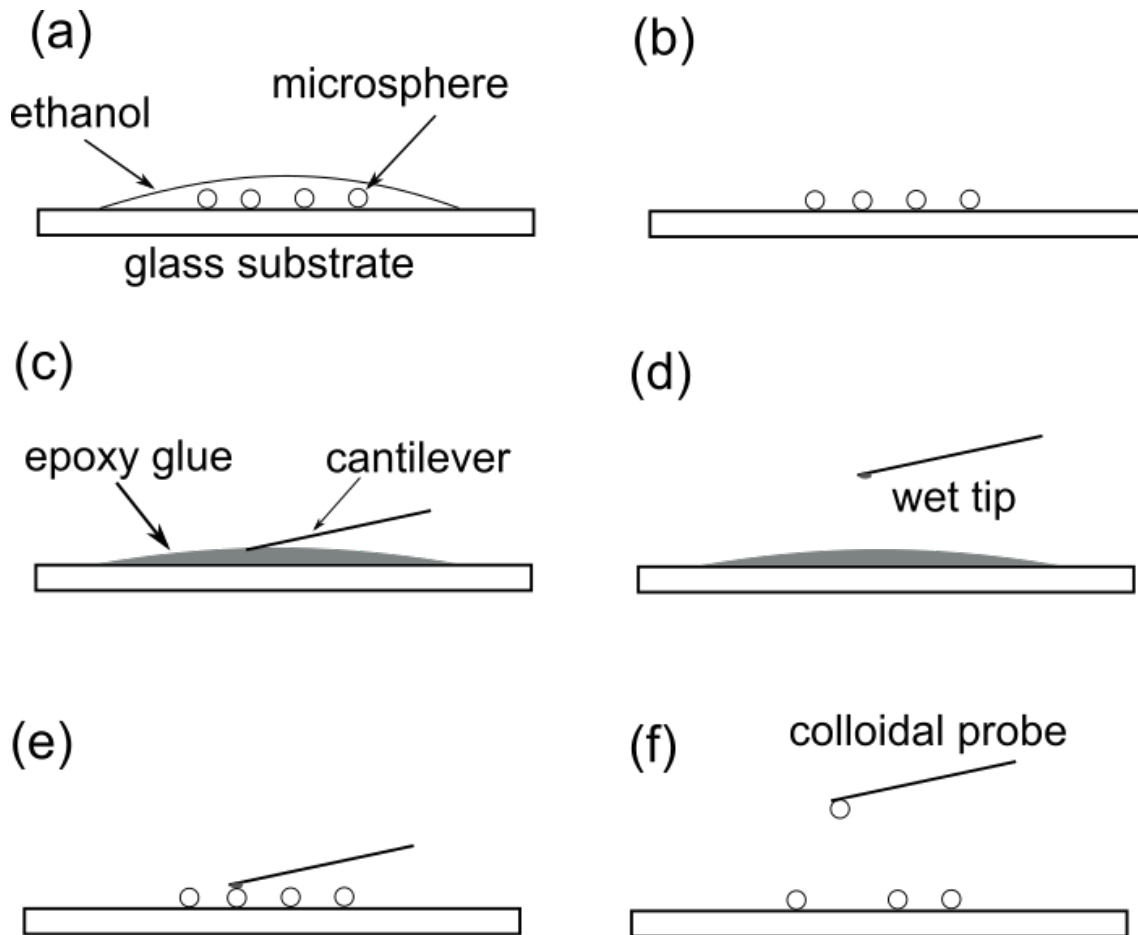 (a)
(b)
microsphere
ethanol
glass substrate
(c)
(d)
epoxy glue
cantilever
wet tip
(e)
(f)
colloidal probe